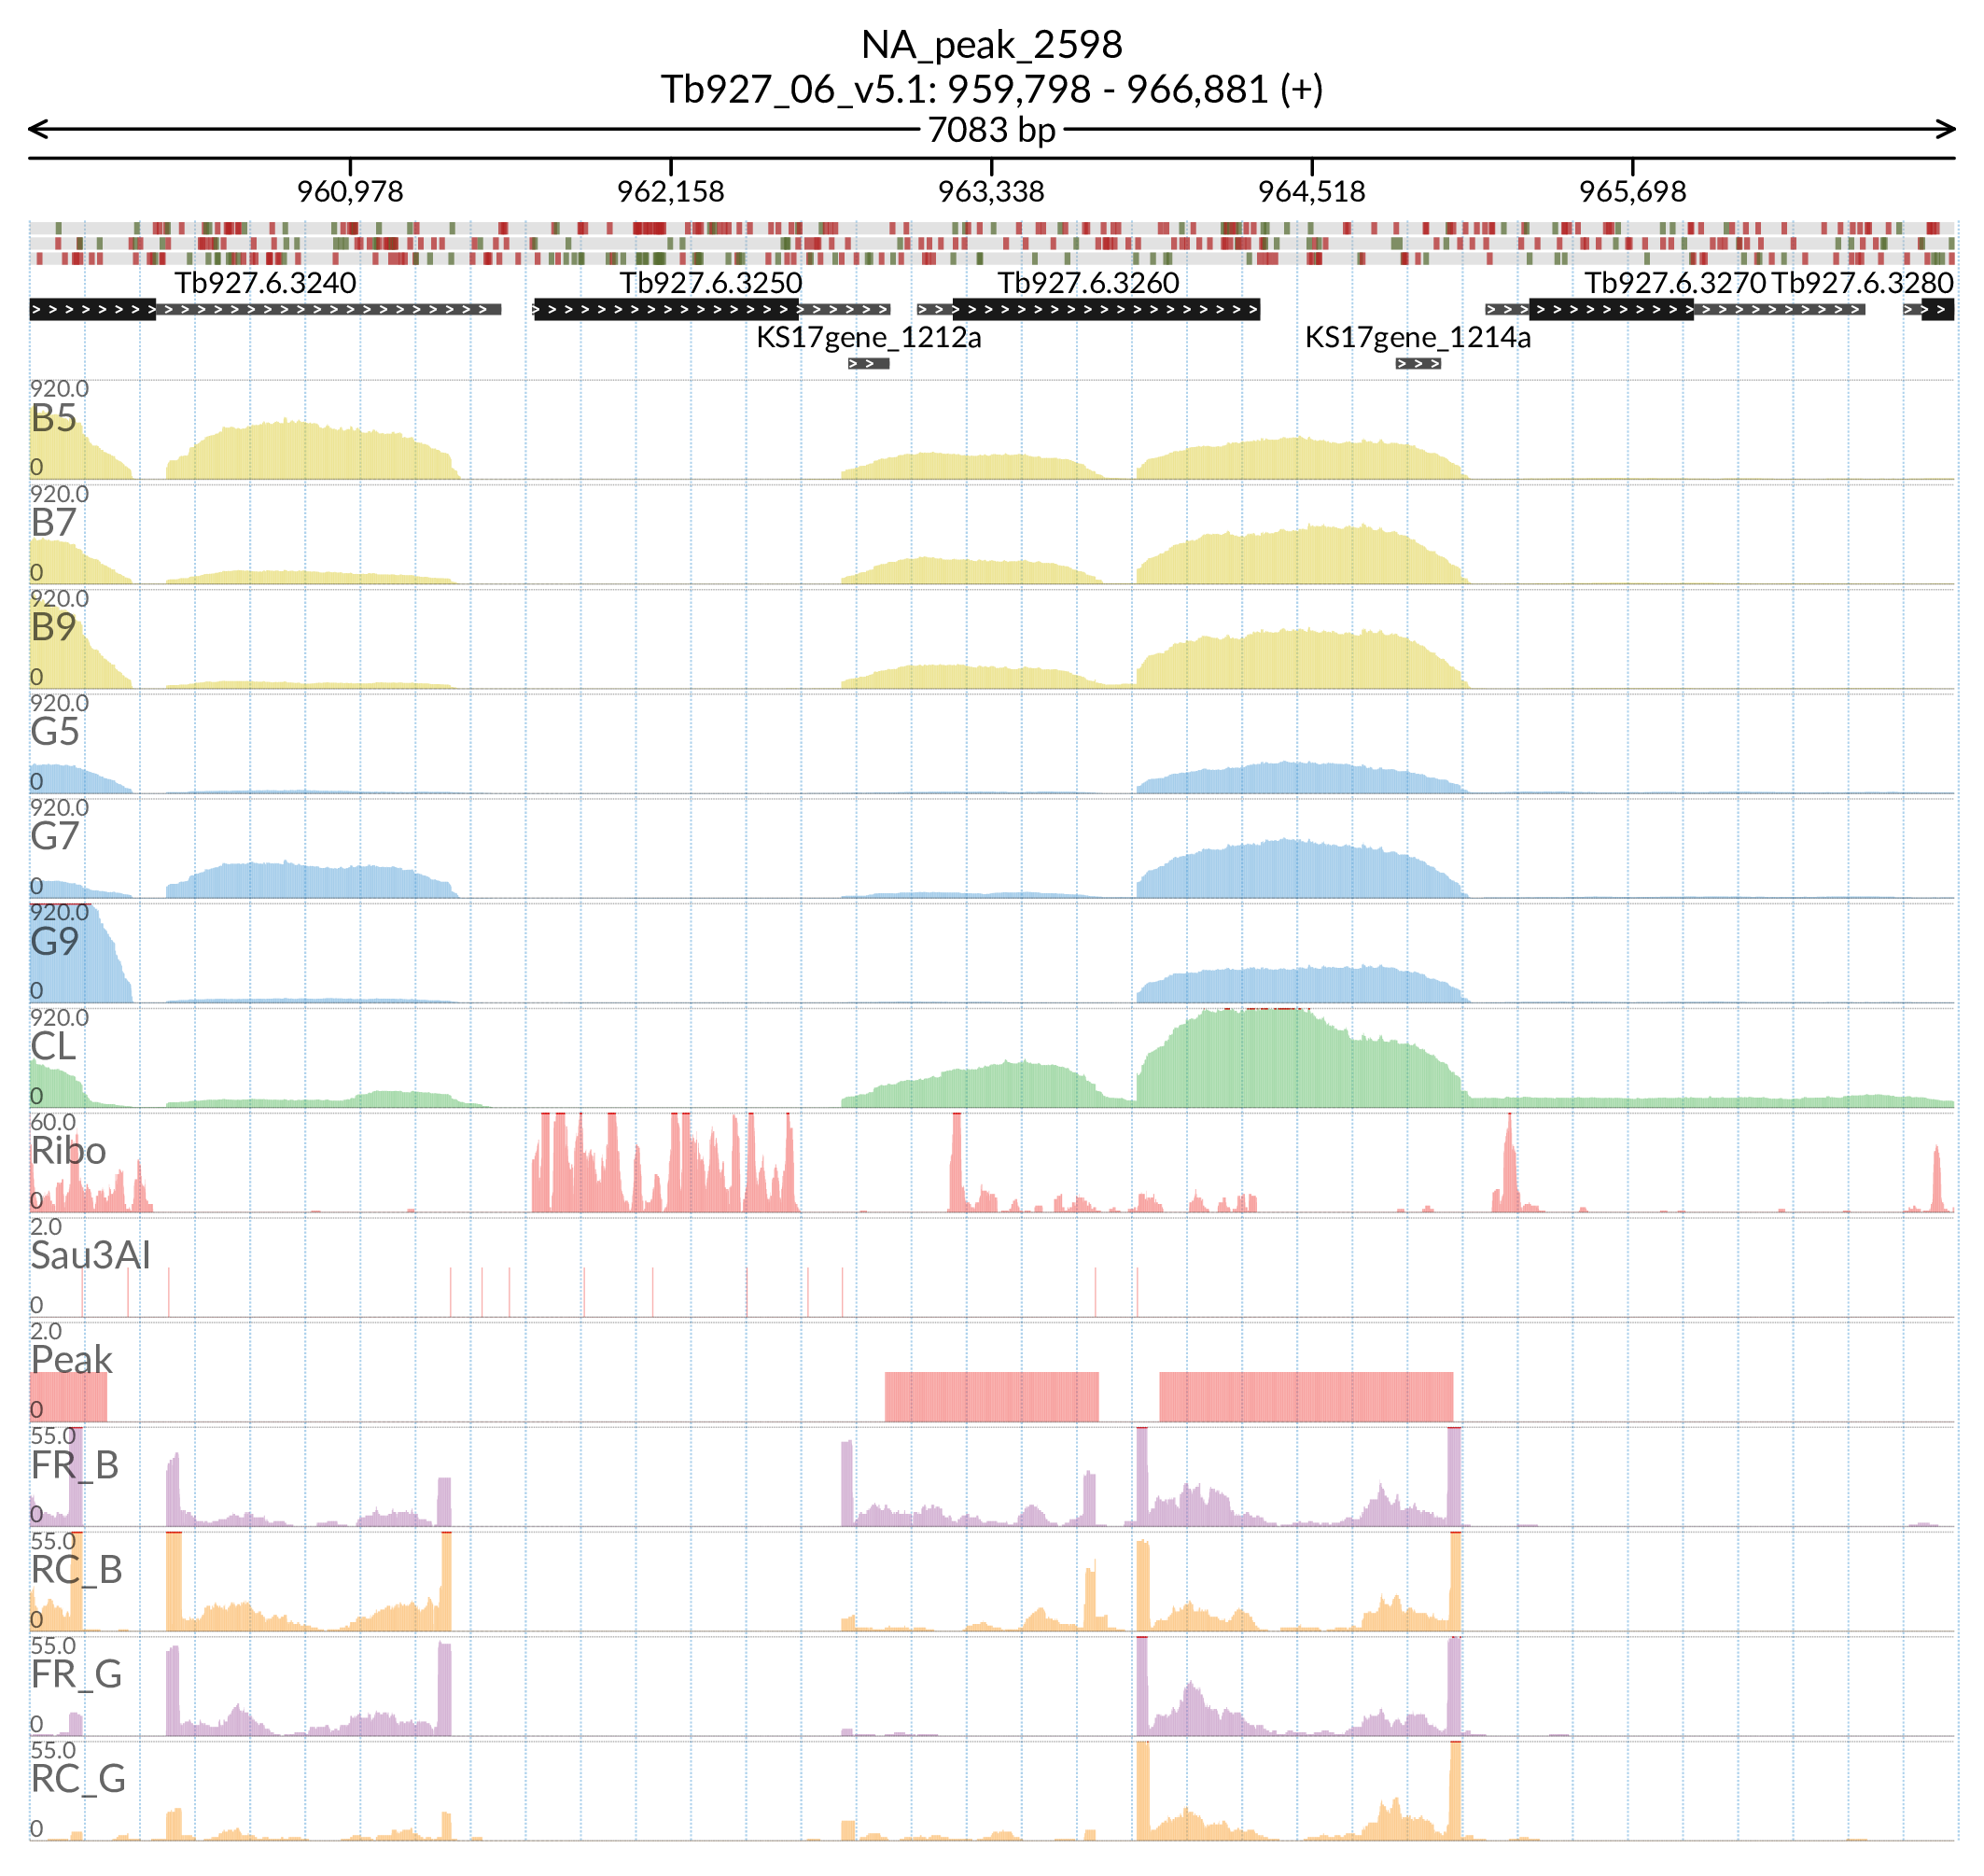 NA_peak_2598
Tb927_06_v5.1: 959,798 - 966,881 (+)
7083 bp
960,978 962,158 963,338 964,518 965,698
Tb927.6.3240 Tb927.6.3250 Tb927.6.3260 Tb927.6.3270 Tb927.6.3280
KS17gene_1212a KS17gene_1214a
920.0
B5
0
920.0
B7
0
920.0
B9
0
920.0
G5
0
920.0
G7
0
920.0
G9
0
920.0
CL
0
60.0
Ribo
0
2.0
Sau3AI
0
2.0
Peak
0
55.0
FR_B
0
55.0
RC_B
0
55.0
FR_G
0
55.0
RC_G
0